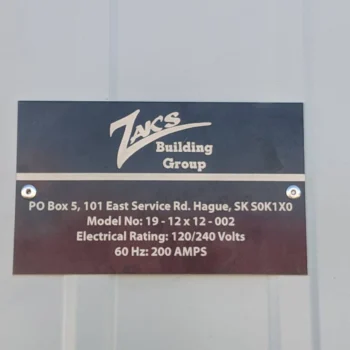 ZAKS
Building
Group
PO Box 5, 101 East Service Rd. Hague, SK S0K1X0
Model No: 19 - 12 x 12 - 002
Electrical Rating: 120/240 Volts
60 Hz: 200 AMPS